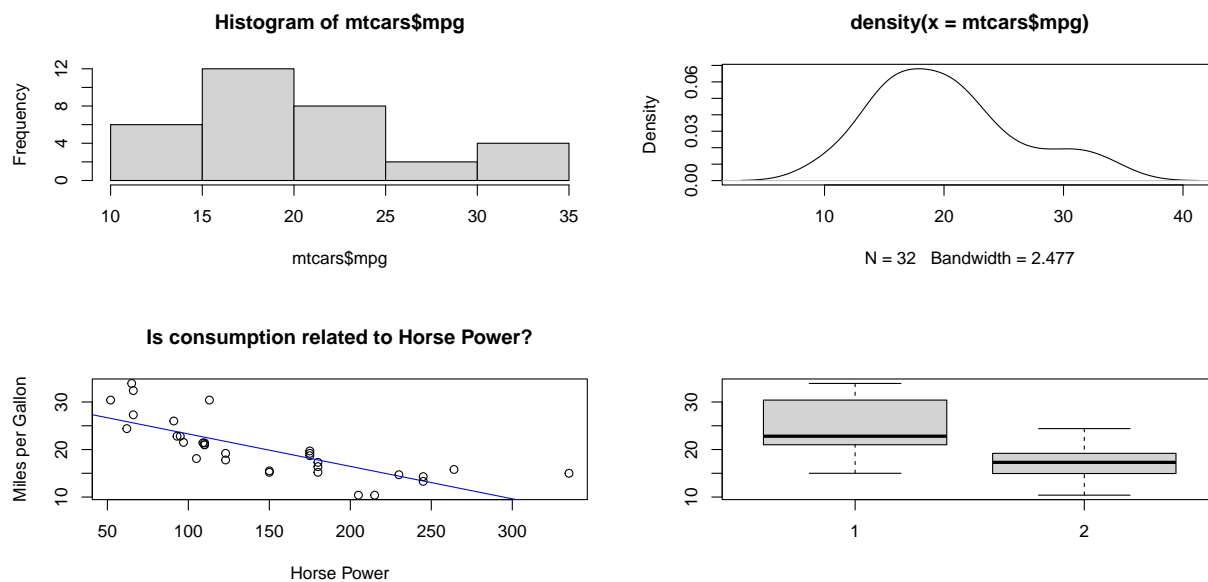 Histogram of mtcars$mpg
Frequency
0 4 8 12
10 15 20 25 30 35
mtcars$mpg
density(x = mtcars$mpg)
Density
0.00 0.03 0.06
10 20 30 40
N = 32 Bandwidth = 2.477
Is consumption related to Horse Power?
Miles per Gallon
10 20 30
50 100 150 200 250 300
Horse Power
10 20 30
1 2